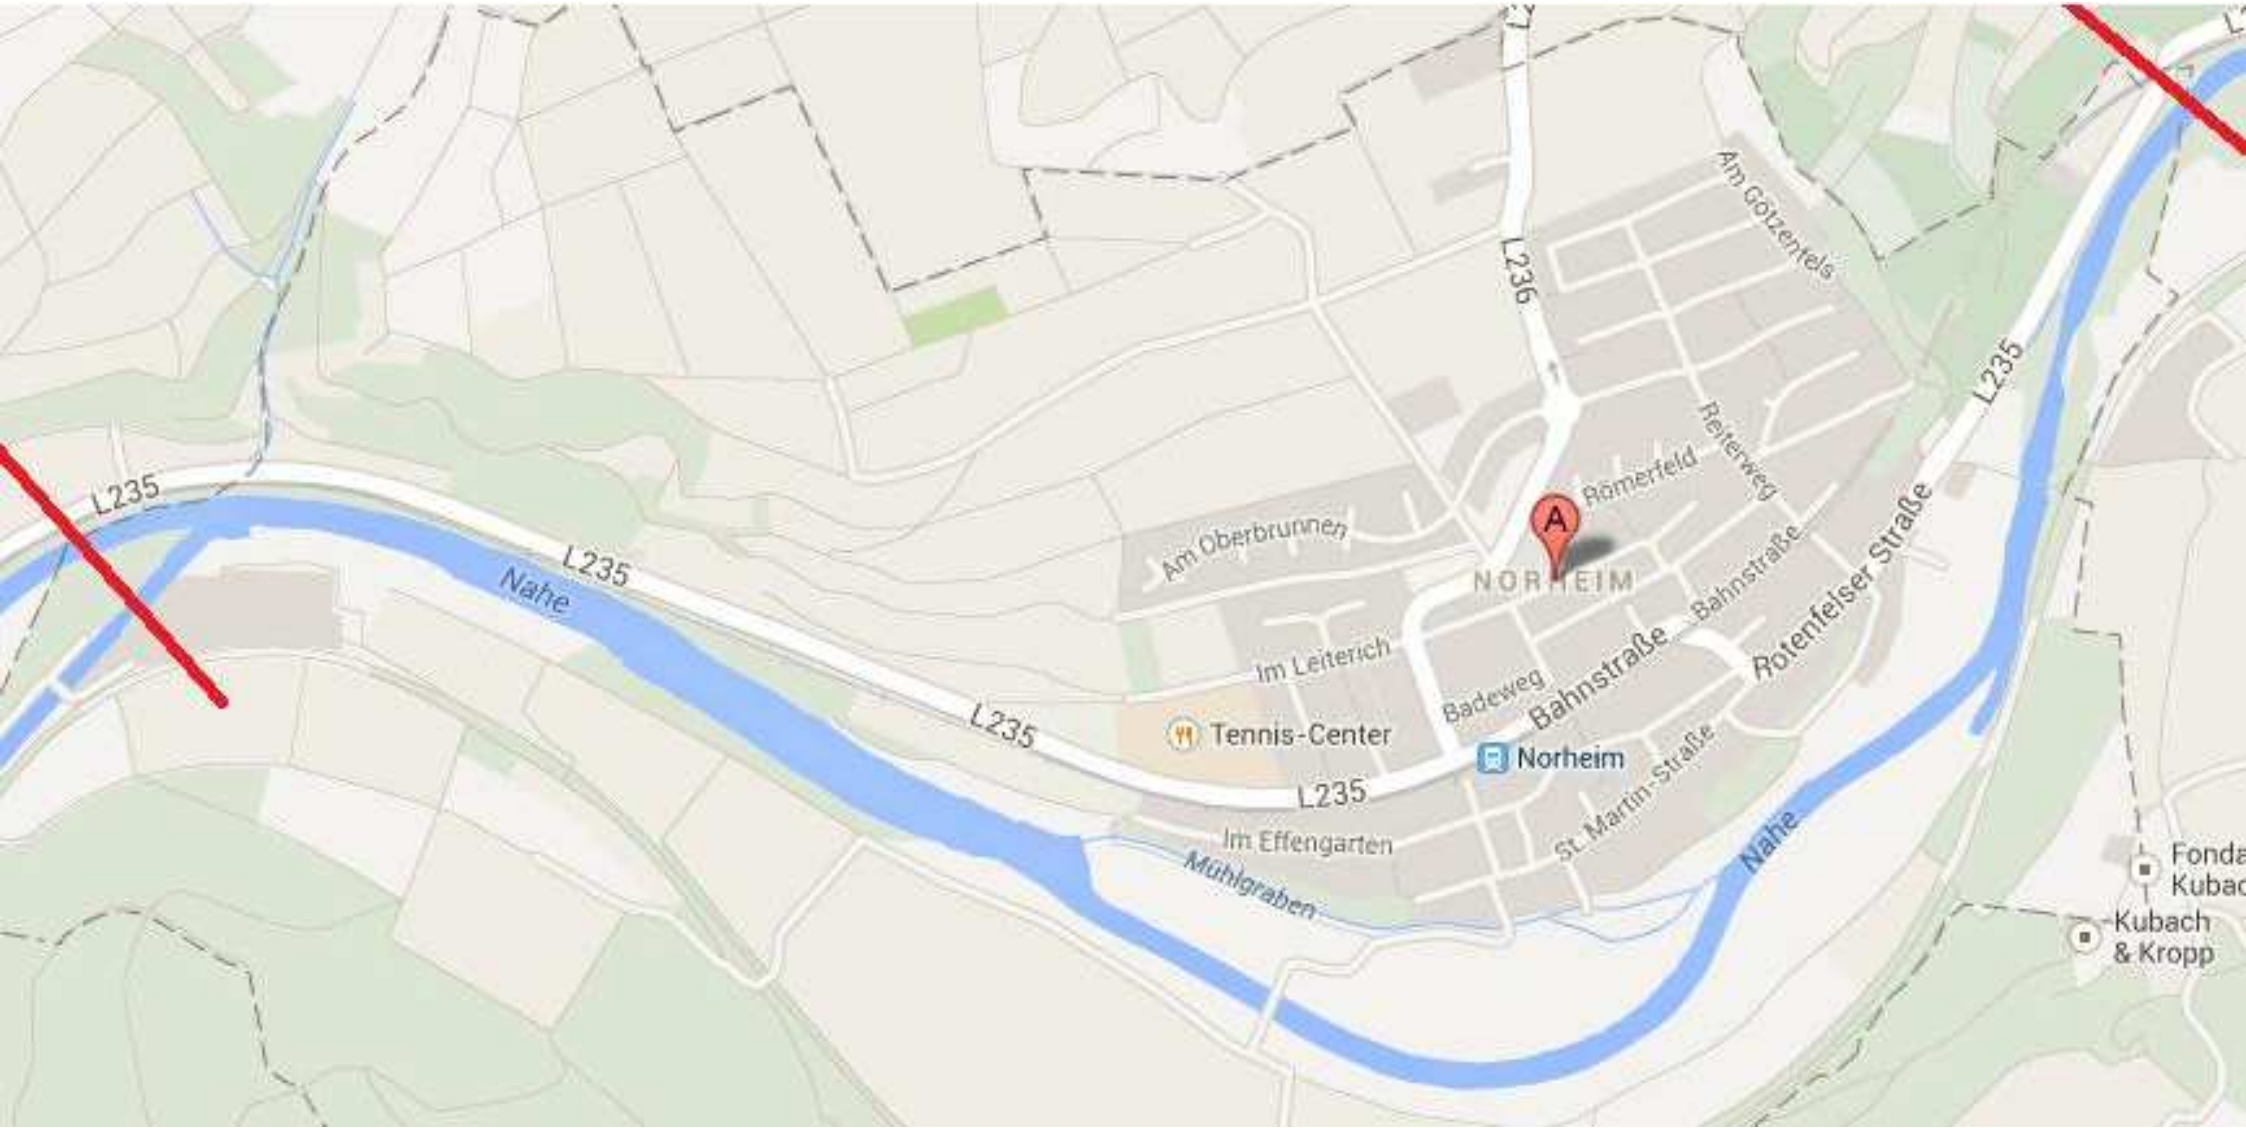 Am Götzenfels
L236
L235
Reiterweg
Römerfeld
L235
A
Am Oberbrunnen
L235
Nahe
NORHEIM
Bahnstraße
Rotenfelser Straße
Im Leiterich
Badeweg
Bahnstraße
L235
Tennis-Center
Norheim
L235
St. Martin-Straße
Im Effengarten
Mühlgraben
Nahe
Kubach
& Kropp